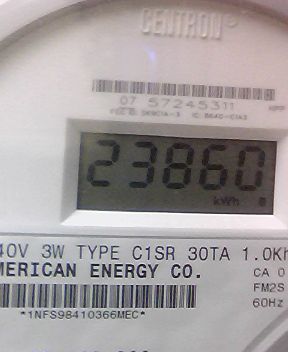 CENTRON®
07 57245311
23860
kWh
40V 3W TYPE C1SR 30TA 1.0Kh
MERICAN ENERGY CO.
CA 0
FM2S
60Hz
*1NFS98410366MEC*